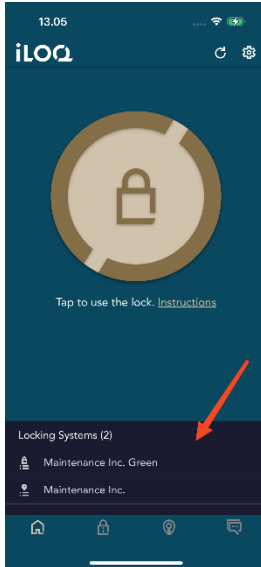 13.05
iLOQ
Tap to use the lock. Instructions
Locking Systems (2)
Maintenance Inc. Green
Maintenance Inc.